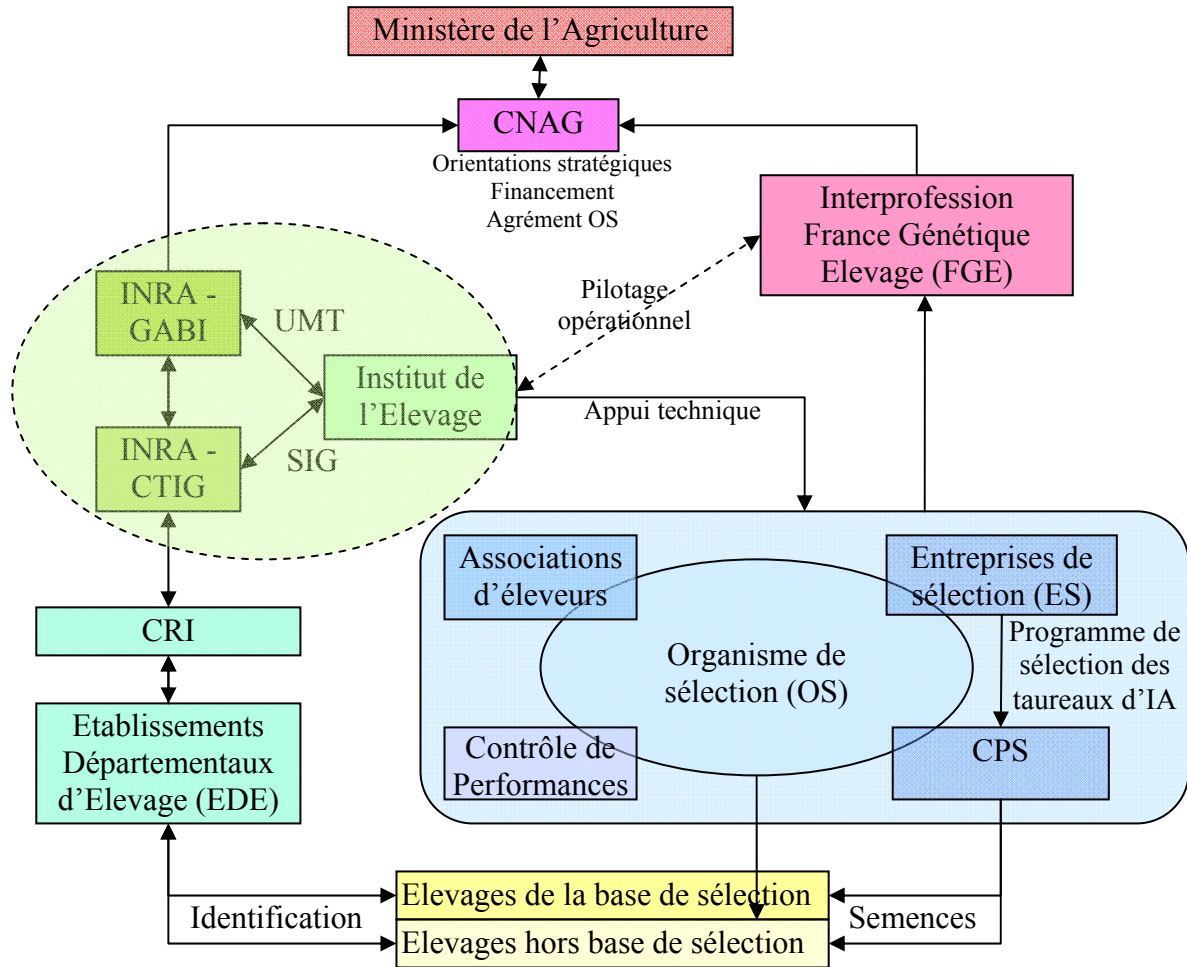 Ministère de l'Agriculture
CNAG
Orientations stratégiques
Financement
Agrément OS
Interprofession
France Génétique
Elevage (FGE)
INRA -
GABI
UMT
Pilotage
opérationnel
Institut de
l'Elevage
Appui technique
INRA -
CTIG
SIG
Associations
d'éleveurs
Entreprises de
sélection (ES)
CRI
Organisme de
sélection (OS)
Programme de
sélection des
taureaux d'IA
Etablissements
Départementaux
d'Elevage (EDE)
Contrôle de
Performances
CPS
Elevages de la base de sélection
Identification
Semences
Elevages hors base de sélection